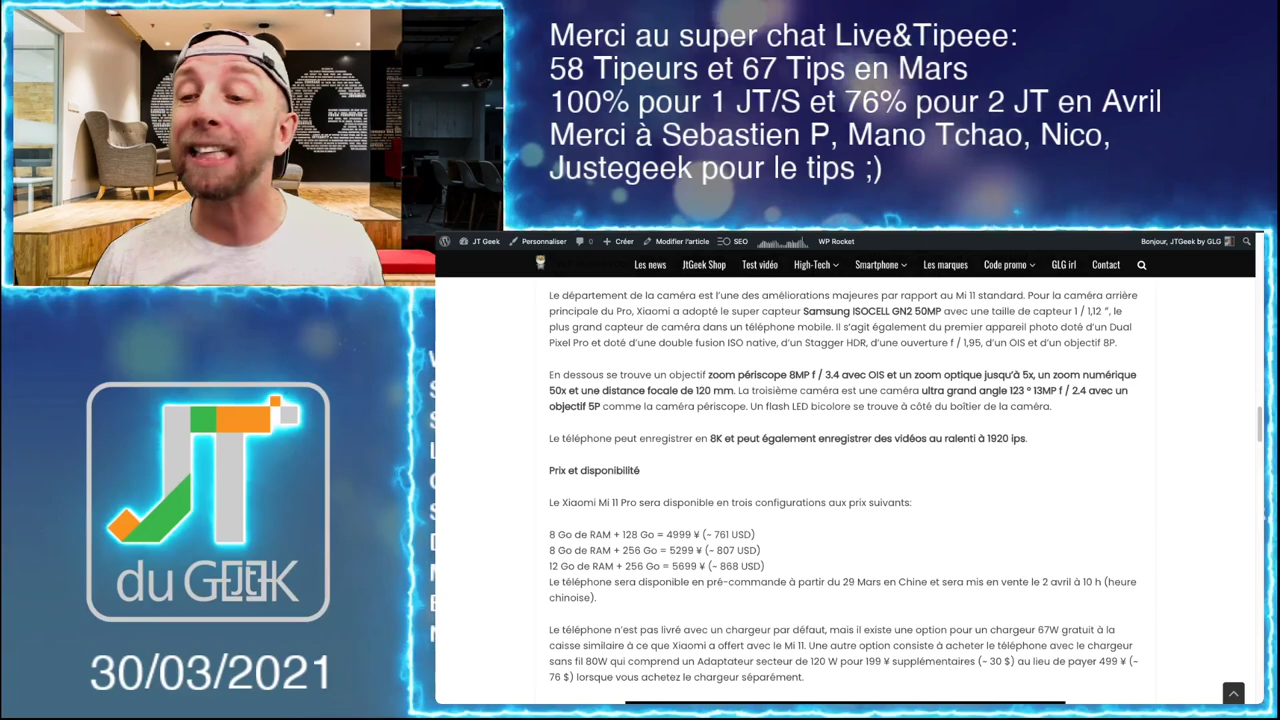 Merci au super chat Live&Tipeee:
58 Tipeurs et 67 Tips en Mars
100% pour 1 JT/S et 76% pour 2 JT en Avril
Merci à Sebastien P, Mano Tchao, Nico,
Justegeek pour le tips ;)
JT Geek Personnaliser 0 Créer Modifier l'article SEO WP Rocket Bonjour, JTGeek by GLG
Les news JtGeek Shop Test vidéo High-Tech Smartphone Les marques Code promo GLG irl Contact
Le département de la caméra est l'une des améliorations majeures par rapport au Mi 11 standard. Pour la caméra arrière
principale du Pro, Xiaomi a adopté le super capteur Samsung ISOCELL GN2 50MP avec une taille de capteur 1 / 1,12 ", le
plus grand capteur de caméra dans un téléphone mobile. Il s'agit également du premier appareil photo doté d'un Dual
Pixel Pro et doté d'une double fusion ISO native, d'un Stagger HDR, d'une ouverture f / 1,95, d'un OIS et d'un objectif 8P.
En dessous se trouve un objectif zoom périscope 8MP f / 3.4 avec OIS et un zoom optique jusqu'à 5x, un zoom numérique
50x et une distance focale de 120 mm. La troisième caméra est une caméra ultra grand angle 123 ° 13MP f / 2.4 avec un
objectif 5P comme la caméra périscope. Un flash LED bicolore se trouve à côté du boîtier de la caméra.
Le téléphone peut enregistrer en 8K et peut également enregistrer des vidéos au ralenti à 1920 ips.
Prix et disponibilité
Le Xiaomi Mi 11 Pro sera disponible en trois configurations aux prix suivants:
8 Go de RAM + 128 Go = 4999 ¥ (~ 761 USD)
8 Go de RAM + 256 Go = 5299 ¥ (~ 807 USD)
12 Go de RAM + 256 Go = 5699 ¥ (~ 868 USD)
Le téléphone sera disponible en pré-commande à partir du 29 Mars en Chine et sera mis en vente le 2 avril à 10 h (heure
chinoise).
Le téléphone n'est pas livré avec un chargeur par défaut, mais il existe une option pour un chargeur 67W gratuit à la
caisse similaire à ce que Xiaomi a offert avec le Mi 11. Une autre option consiste à acheter le téléphone avec le chargeur
sans fil 80W qui comprend un Adaptateur secteur de 120 W pour 199 ¥ supplémentaires (~ 30 $) au lieu de payer 499 ¥ (~
76 $) lorsque vous achetez le chargeur séparément.
JT
du GEEK
30/03/2021